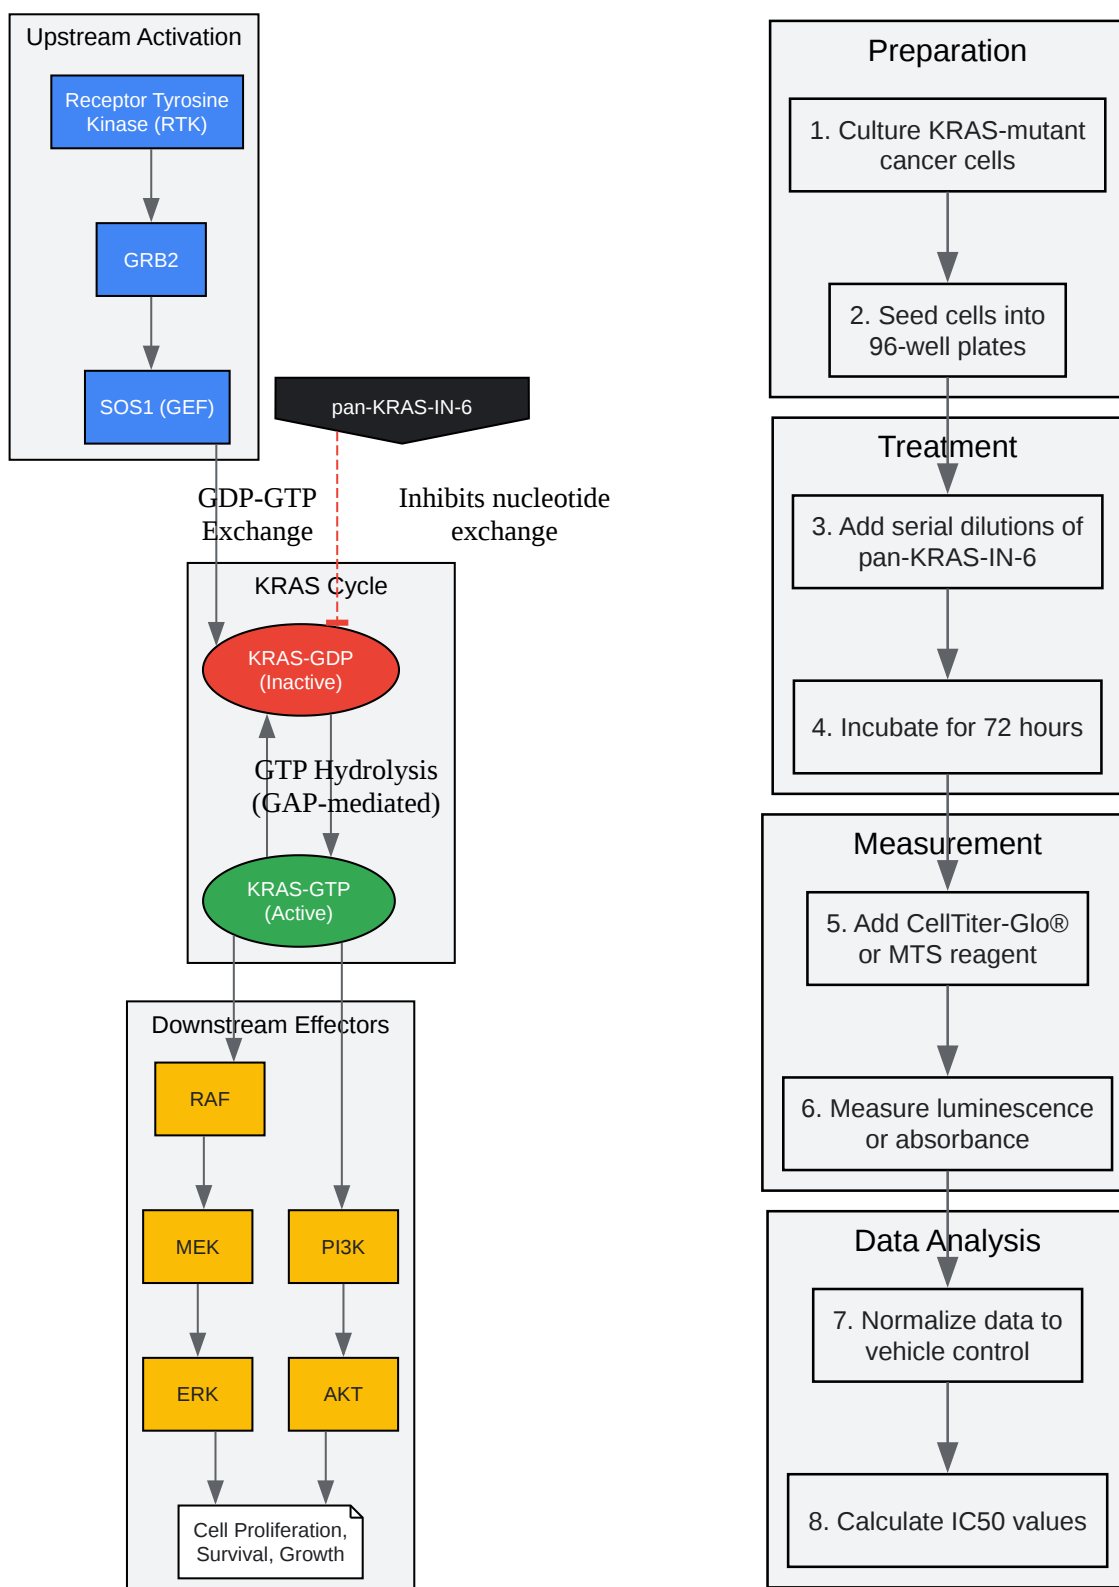 Upstream Activation
Receptor Tyrosine
Kinase (RTK)
GRB2
SOS1 (GEF)
pan-KRAS-IN-6
GDP-GTP
Exchange
Inhibits nucleotide
exchange
KRAS Cycle
KRAS-GDP
(Inactive)
GTP Hydrolysis
(GAP-mediated)
KRAS-GTP
(Active)
Downstream Effectors
RAF
MEK
PI3K
ERK
AKT
Cell Proliferation,
Survival, Growth
Preparation
1. Culture KRAS-mutant
cancer cells
2. Seed cells into
96-well plates
Treatment
3. Add serial dilutions of
pan-KRAS-IN-6
4. Incubate for 72 hours
Measurement
5. Add CellTiter-Glo®
or MTS reagent
6. Measure luminescence
or absorbance
Data Analysis
7. Normalize data to
vehicle control
8. Calculate IC50 values